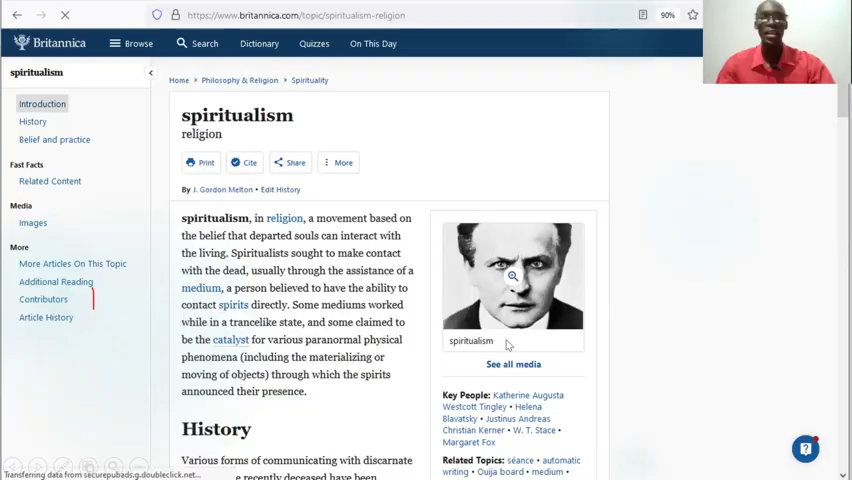 https://www.britannica.com/topic/spiritualism-religion
90%
Britannica
Browse
Search
Dictionary
Quizzes
On This Day
spiritualism
Introduction
History
Belief and practice
Fast Facts
Related Content
Media
Images
More
More Articles On This Topic
Additional Reading
Contributors
Article History
Home
Philosophy & Religion
Spirituality
spiritualism
religion
Print
Cite
Share
More
By J. Gordon Melton • Edit History
spiritualism, in religion, a movement based on
the belief that departed souls can interact with
the living. Spiritualists sought to make contact
with the dead, usually through the assistance of a
medium, a person believed to have the ability to
contact spirits directly. Some mediums worked
while in a trancelike state, and some claimed to
be the catalyst for various paranormal physical
phenomena (including the materializing or
moving of objects) through which the spirits
announced their presence.
History
Various forms of communicating with discarnate
recently deceased have been
spiritualism
See all media
Key People: Katherine Augusta
Westcott Tingley • Helena
Blavatsky • Justinus Andreas
Christian Kerner • W. T. Stace •
Margaret Fox
Related Topics: séance • automatic
writing • Ouija board • medium •
Transferring data from securepubads.g.doubleclick.net...